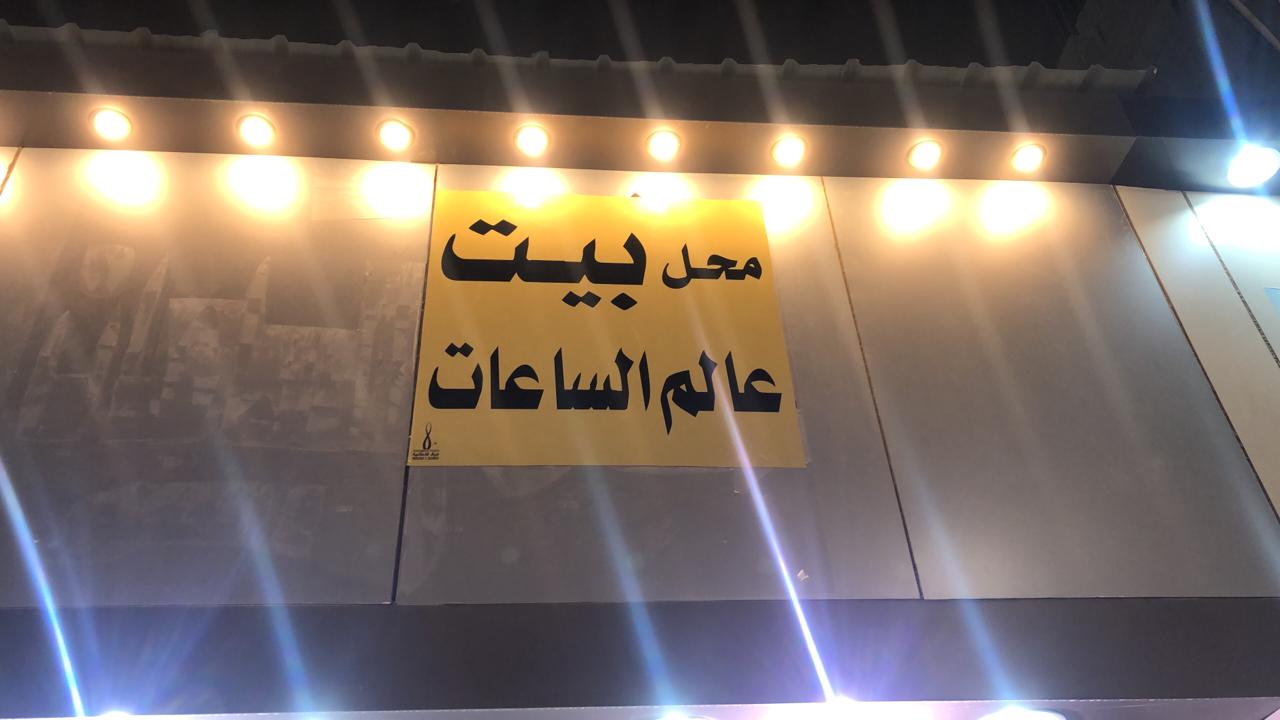 محل بيت
عالم الساعات